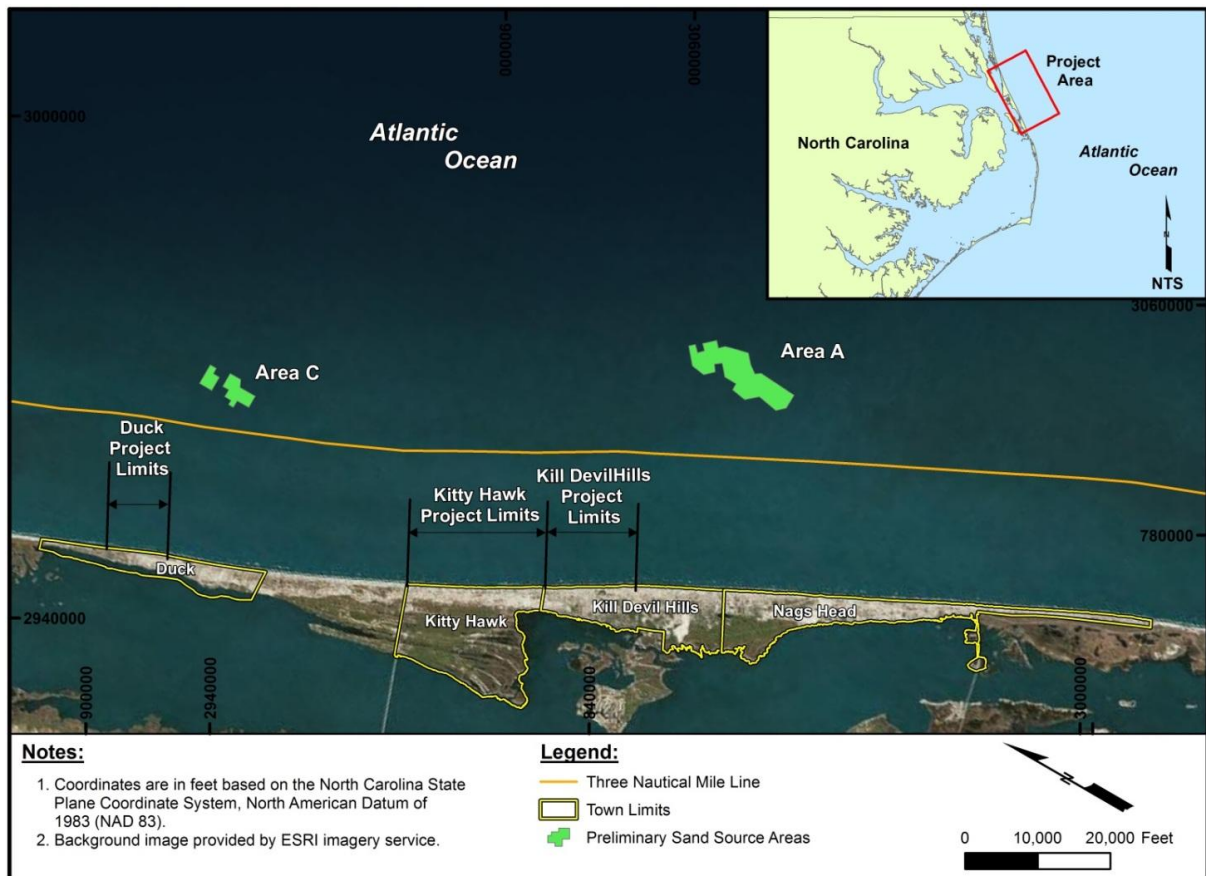 900000
3060000
3000000
Atlantic
Ocean
Project
Area
North Carolina
Atlantic
Ocean
N
NTS
3060000
Area C
Area A
Duck
Project
Limits
Kitty Hawk
Project Limits
Kill DevilHills
Project
Limits
780000
Duck
Kitty Hawk
Kill Devil Hills
Nags Head
2940000
900000
2940000
840000
3000000
Notes:
1. Coordinates are in feet based on the North Carolina State
Plane Coordinate System, North American Datum of
1983 (NAD 83).
2. Background image provided by ESRI imagery service.
Legend:
Three Nautical Mile Line
Town Limits
Preliminary Sand Source Areas
N
0 10,000 20,000 Feet